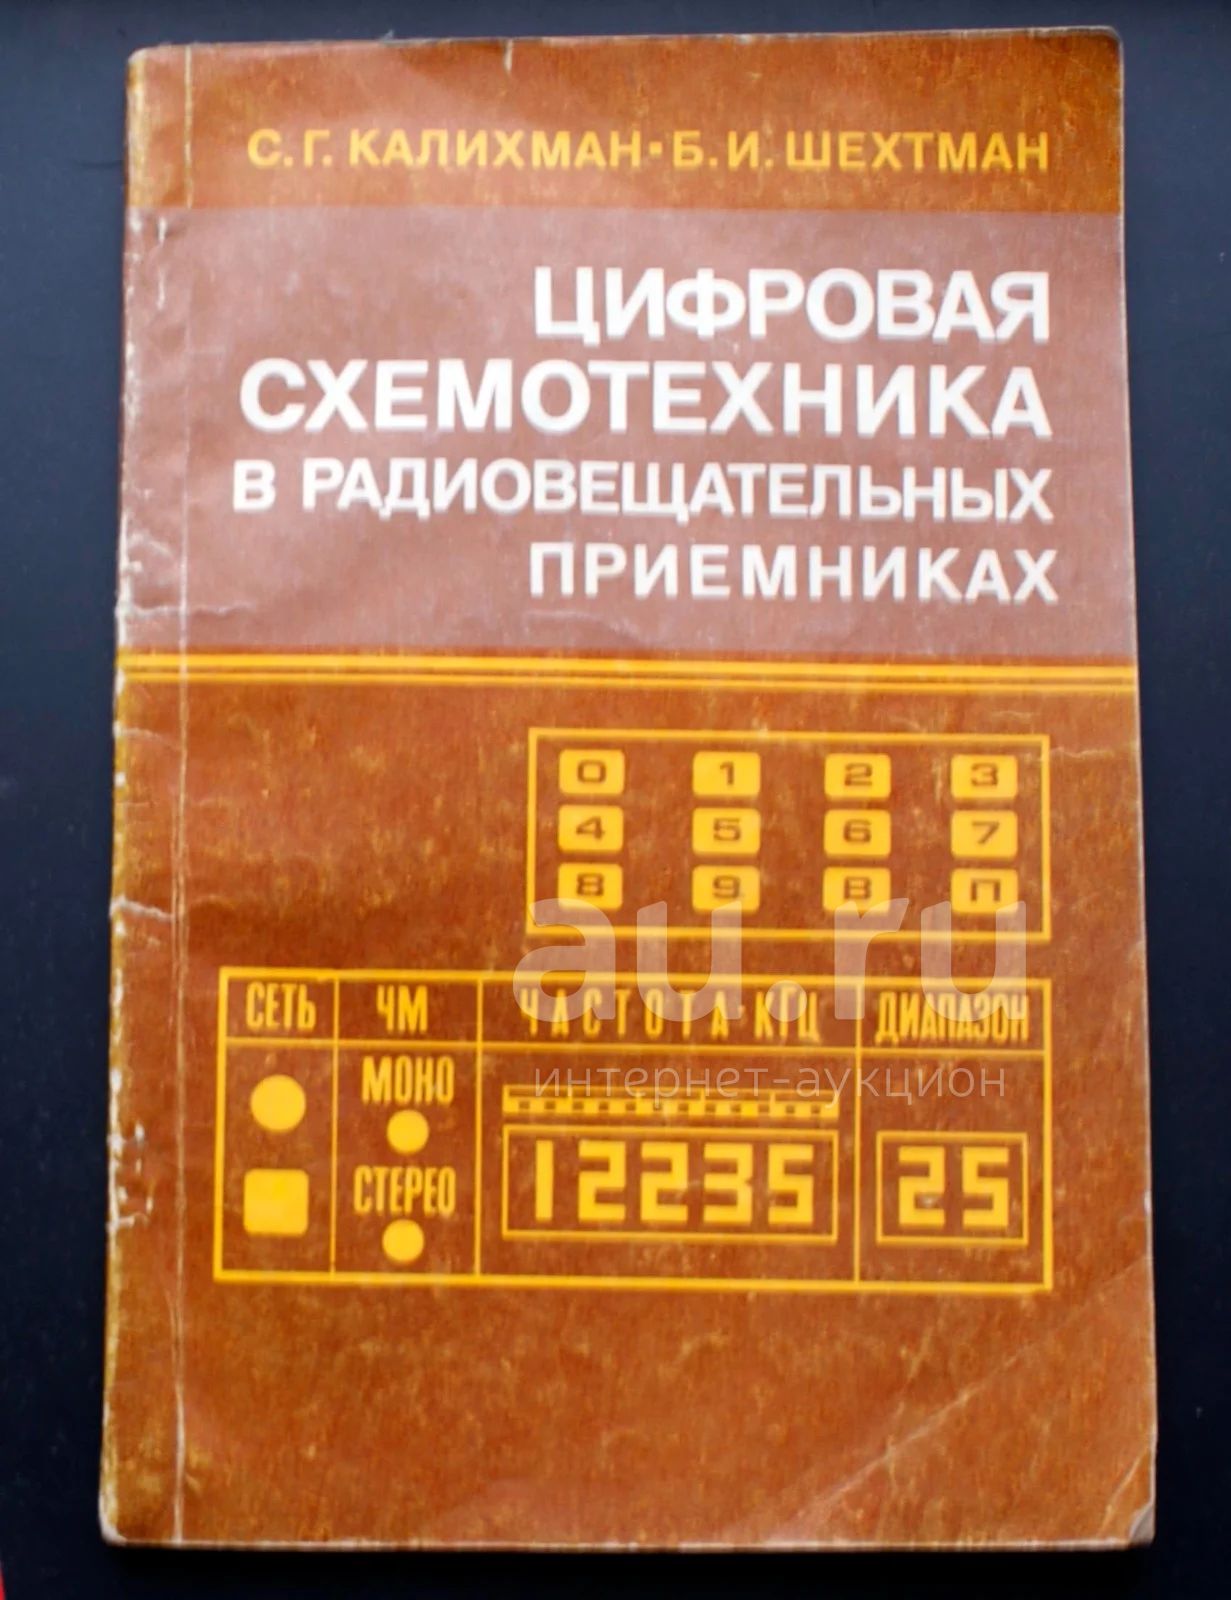 С. Г. КАЛИХМАН · Б. И. ШЕХТМАН
ЦИФРОВАЯ
СХЕМОТЕХНИКА
В РАДИОВЕЩАТЕЛЬНЫХ
ПРИЕМНИКАХ
0 1 2 3
4 5 6 7
8 9 В П
au.ru
СЕТЬ ЧМ ЧАСТОТА · КГЦ ДИАПАЗОН
МОНО
интернет-аукцион
12235 25
СТЕРЕО